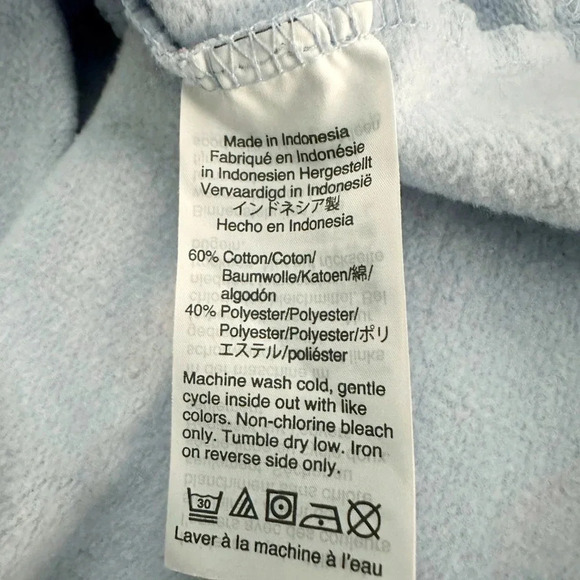 Made in Indonesia
Fabriqué en Indonésie
in Indonesien Hergestellt
Vervaardigd in Indonesië
インドネシア製
Hecho en Indonesia
60% Cotton/Coton/
Baumwolle/Katoen/綿/
algodón
40% Polyester/Polyester/
Polyester/Polyester/ポリ
エステル/poliéster
Machine wash cold, gentle
cycle inside out with like
colors. Non-chlorine bleach
only. Tumble dry low. Iron
on reverse side only.
30
Laver à la machine à l'eau